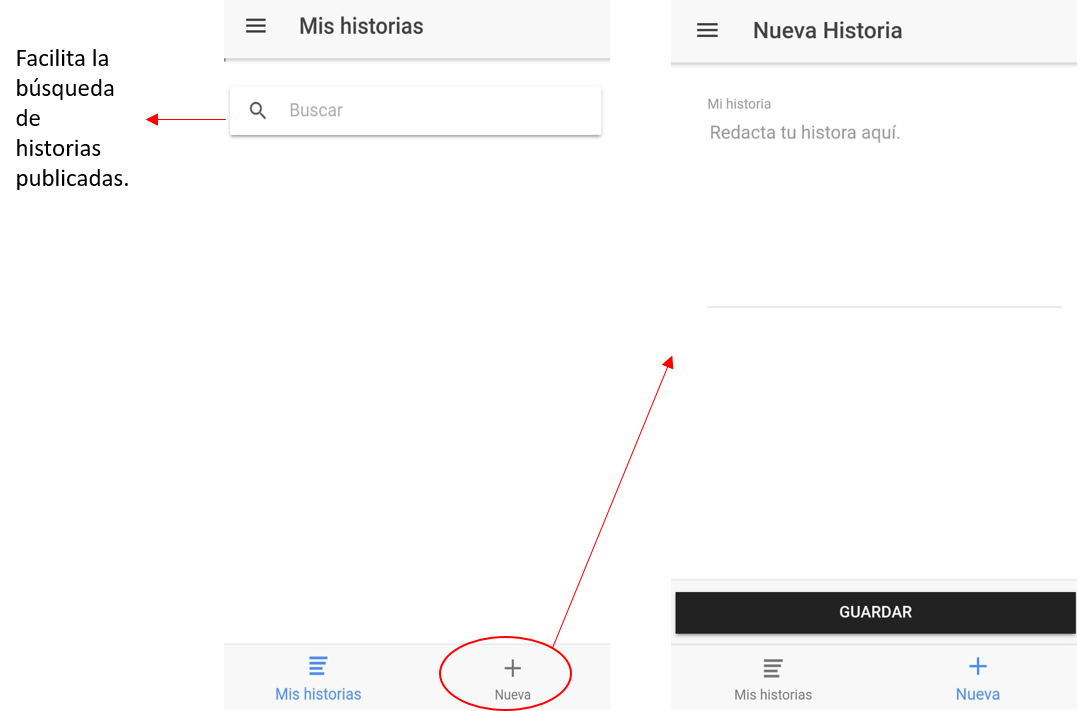 Facilita la
búsqueda
de
historias
publicadas.
Mis historias
Buscar
Mis historias
Nueva
Nueva Historia
Mi historia
Redacta tu histora aquí.
GUARDAR
Mis historias
Nueva